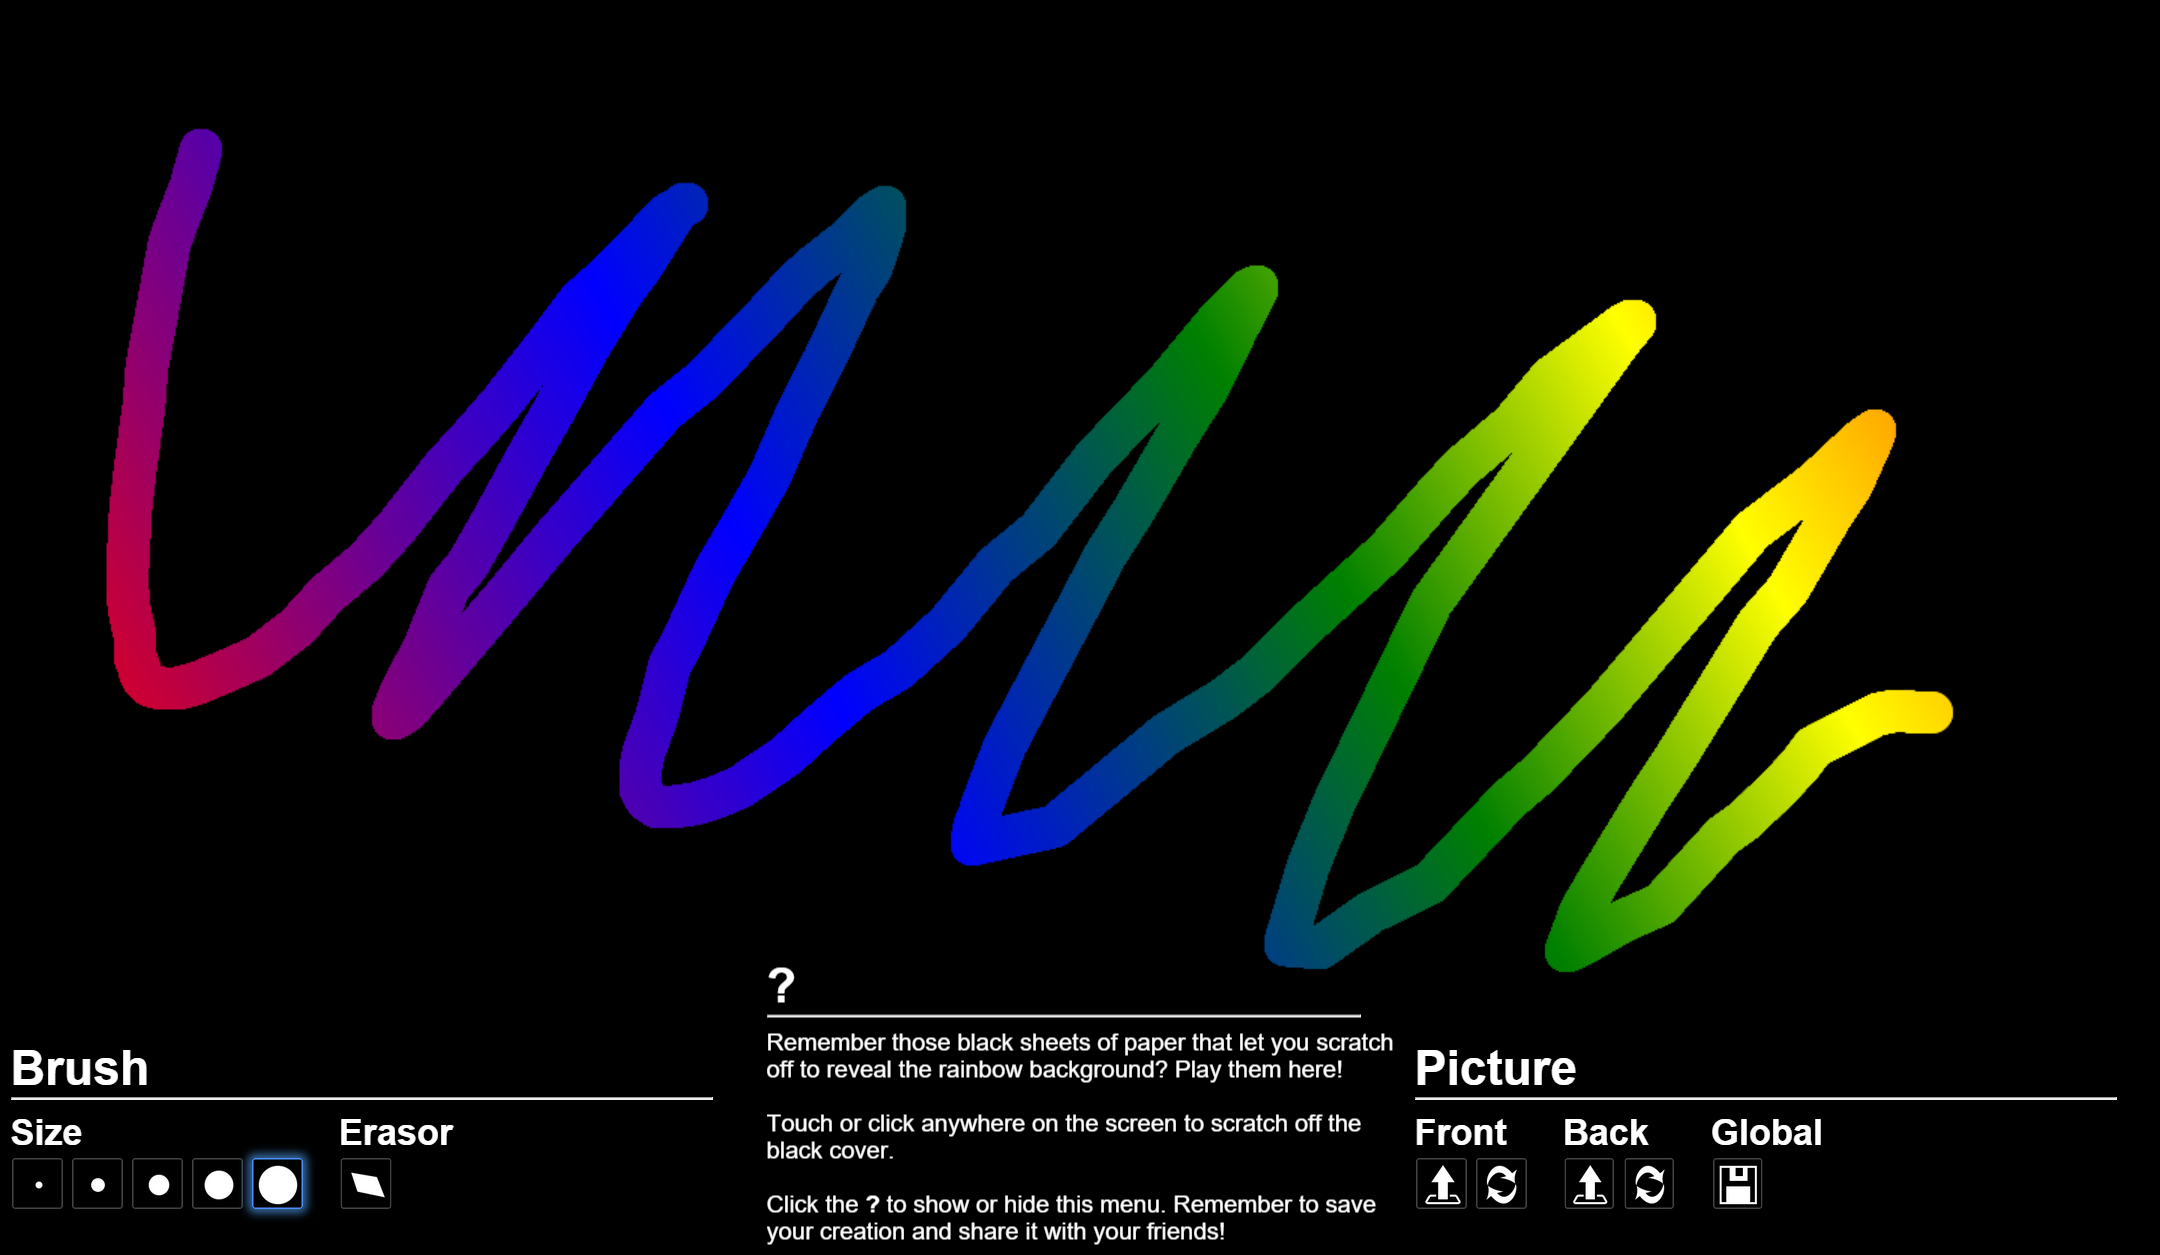 ?
Remember those black sheets of paper that let you scratch
off to reveal the rainbow background? Play them here!
Touch or click anywhere on the screen to scratch off the
black cover.
Click the ? to show or hide this menu. Remember to save
your creation and share it with your friends!
Brush
Size Erasor
Picture
Front Back Global